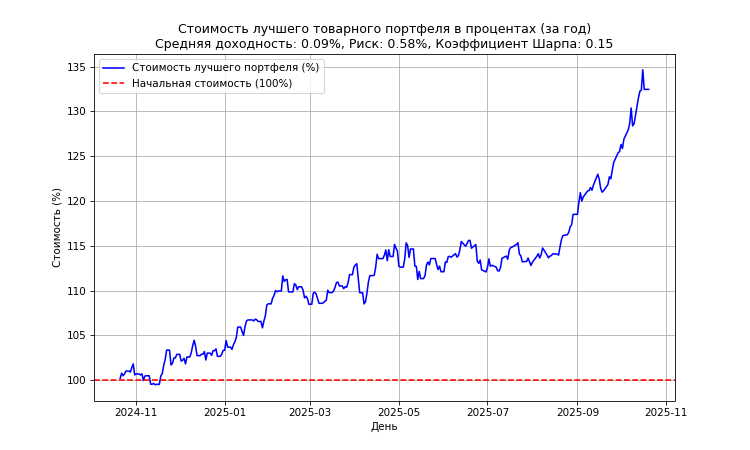 Стоимость лучшего товарного портфеля в процентах (за год)
Средняя доходность: 0.09%, Риск: 0.58%, Коэффициент Шарпа: 0.15
Стоимость лучшего портфеля (%)
Начальная стоимость (100%)
Стоимость (%)
135
130
125
120
115
110
105
100
2024-11
2025-01
2025-03
2025-05
2025-07
2025-09
2025-11
День